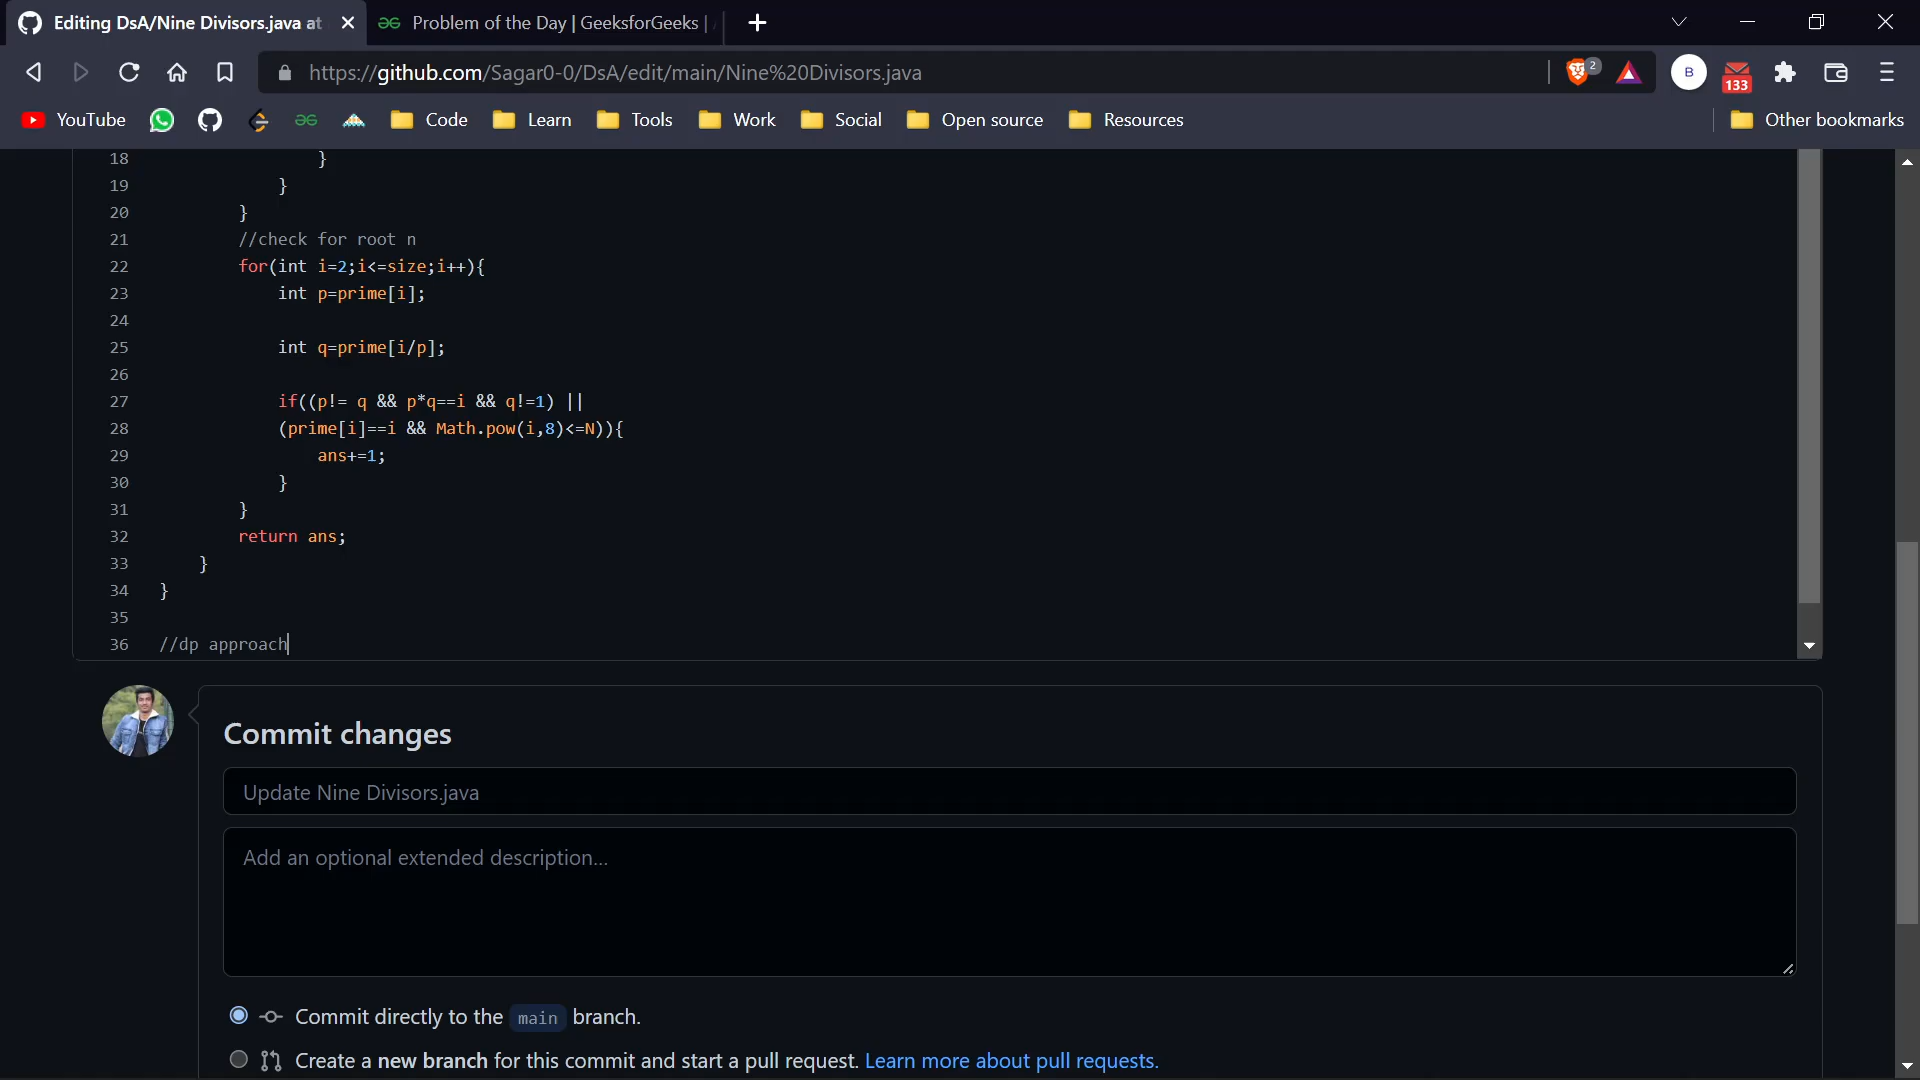 Editing DsA/Nine Divisors.java at
Problem of the Day | GeeksforGeeks |
https://github.com/Sagar0-0/DsA/edit/main/Nine%20Divisors.java
2
B
133
YouTube
Code
Learn
Tools
Work
Social
Open source
Resources
Other bookmarks
18 }
19 }
20 }
21 //check for root n
22 for(int i=2;i<=size;i++){
23 int p=prime[i];
24
25 int q=prime[i/p];
26
27 if((p!= q && p*q==i && q!=1) ||
28 (prime[i]==i && Math.pow(i,8)<=N)){
29 ans+=1;
30 }
31 }
32 return ans;
33 }
34 }
35
36 //dp approach
Commit changes
Update Nine Divisors.java
Add an optional extended description...
Commit directly to the main branch.
Create a new branch for this commit and start a pull request. Learn more about pull requests.